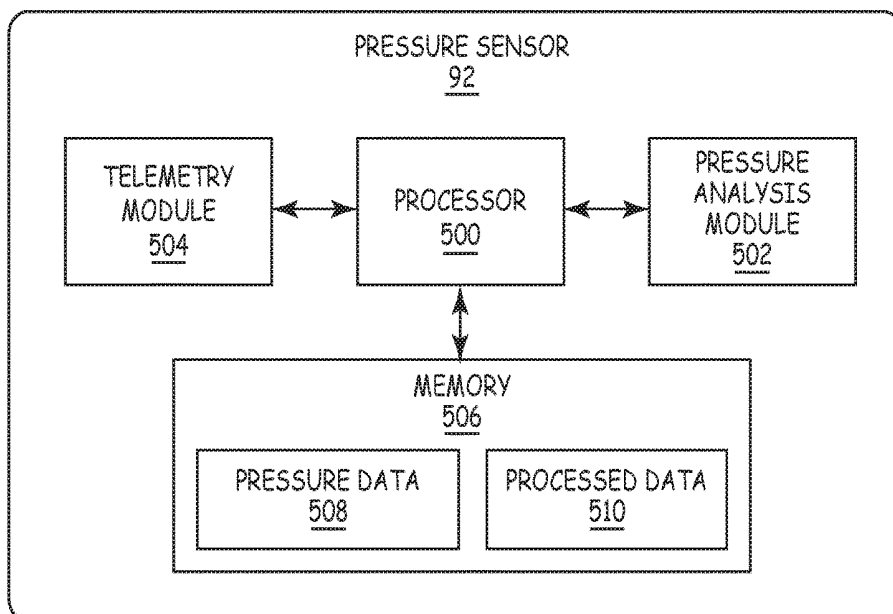 PRESSURE SENSOR
92
TELEMETRY
MODULE
504
PROCESSOR
500
PRESSURE
ANALYSIS
MODULE
502
MEMORY
506
PRESSURE DATA
508
PROCESSED DATA
510